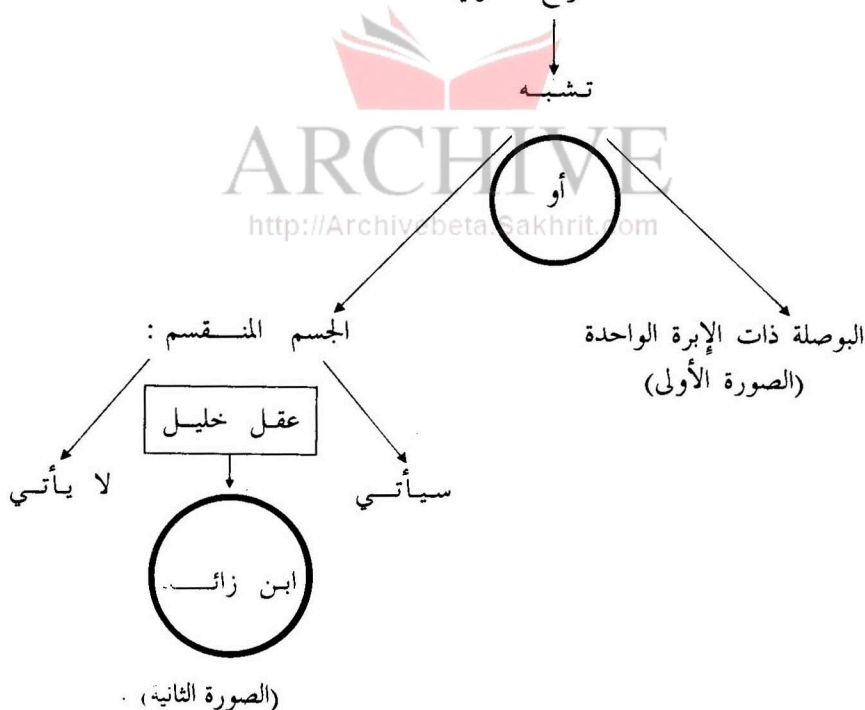 تشبه
ARCHIVE
أو
http://Archivebeta.Sakhrit.com
الجسم المنقسم :
البوصلة ذات الإبرة الواحدة
(الصورة الأولى)
عقل خليل
سيأتي
لا يأتي
ابن
(الصورة الثانية) .